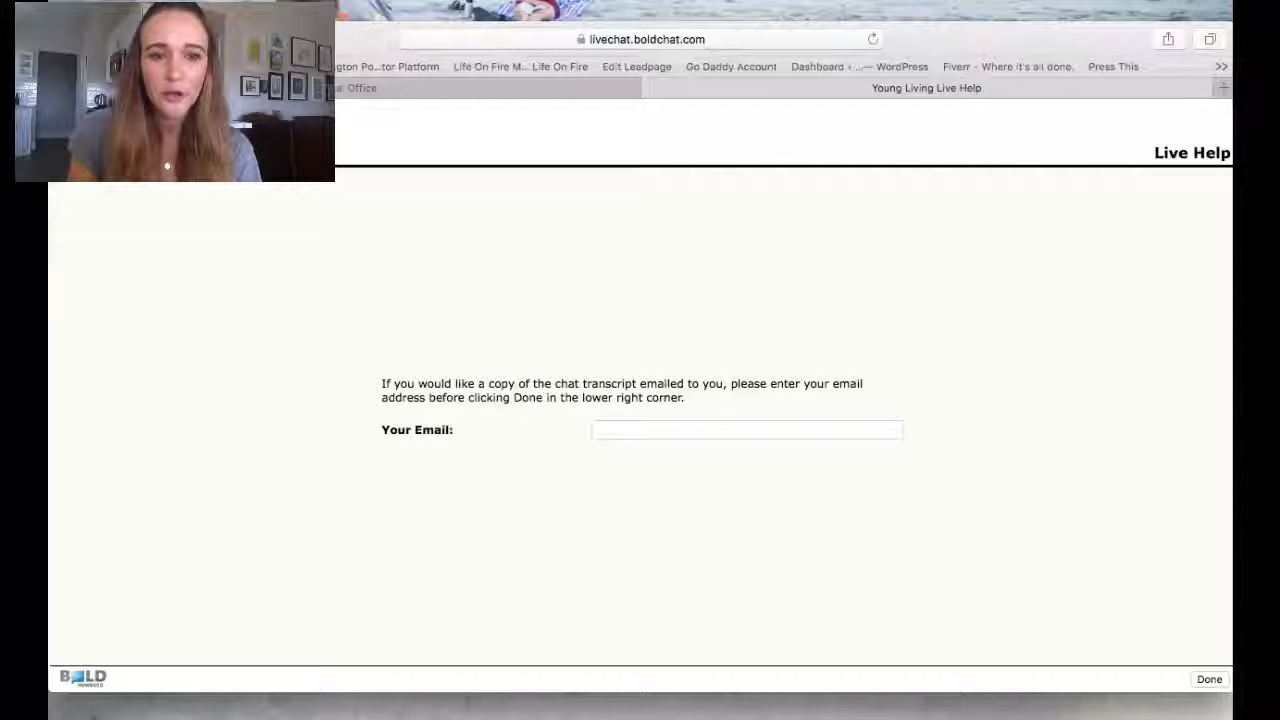 livechat.boldchat.com
gton Po...tor Platform Life On Fire M... Life On Fire Edit Leadpage Go Daddy Account Dashboard ‹ ...— WordPress Fiverr - Where it's all done. Press This >>
al Office Young Living Live Help +
Live Help
If you would like a copy of the chat transcript emailed to you, please enter your email
address before clicking Done in the lower right corner.
Your Email:
BOLD
Done